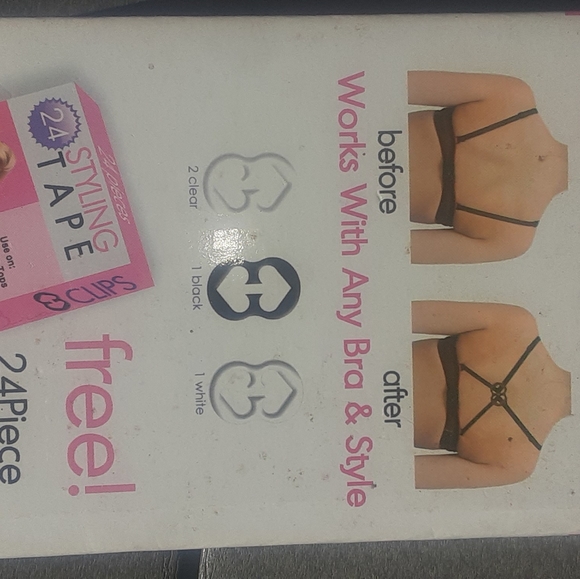 before
after
Works With Any Bra & Style
2 clear
1 black
1 white
24
STYLING
TAPE
CLIPS
Use on:
Tops
free!
24Piece